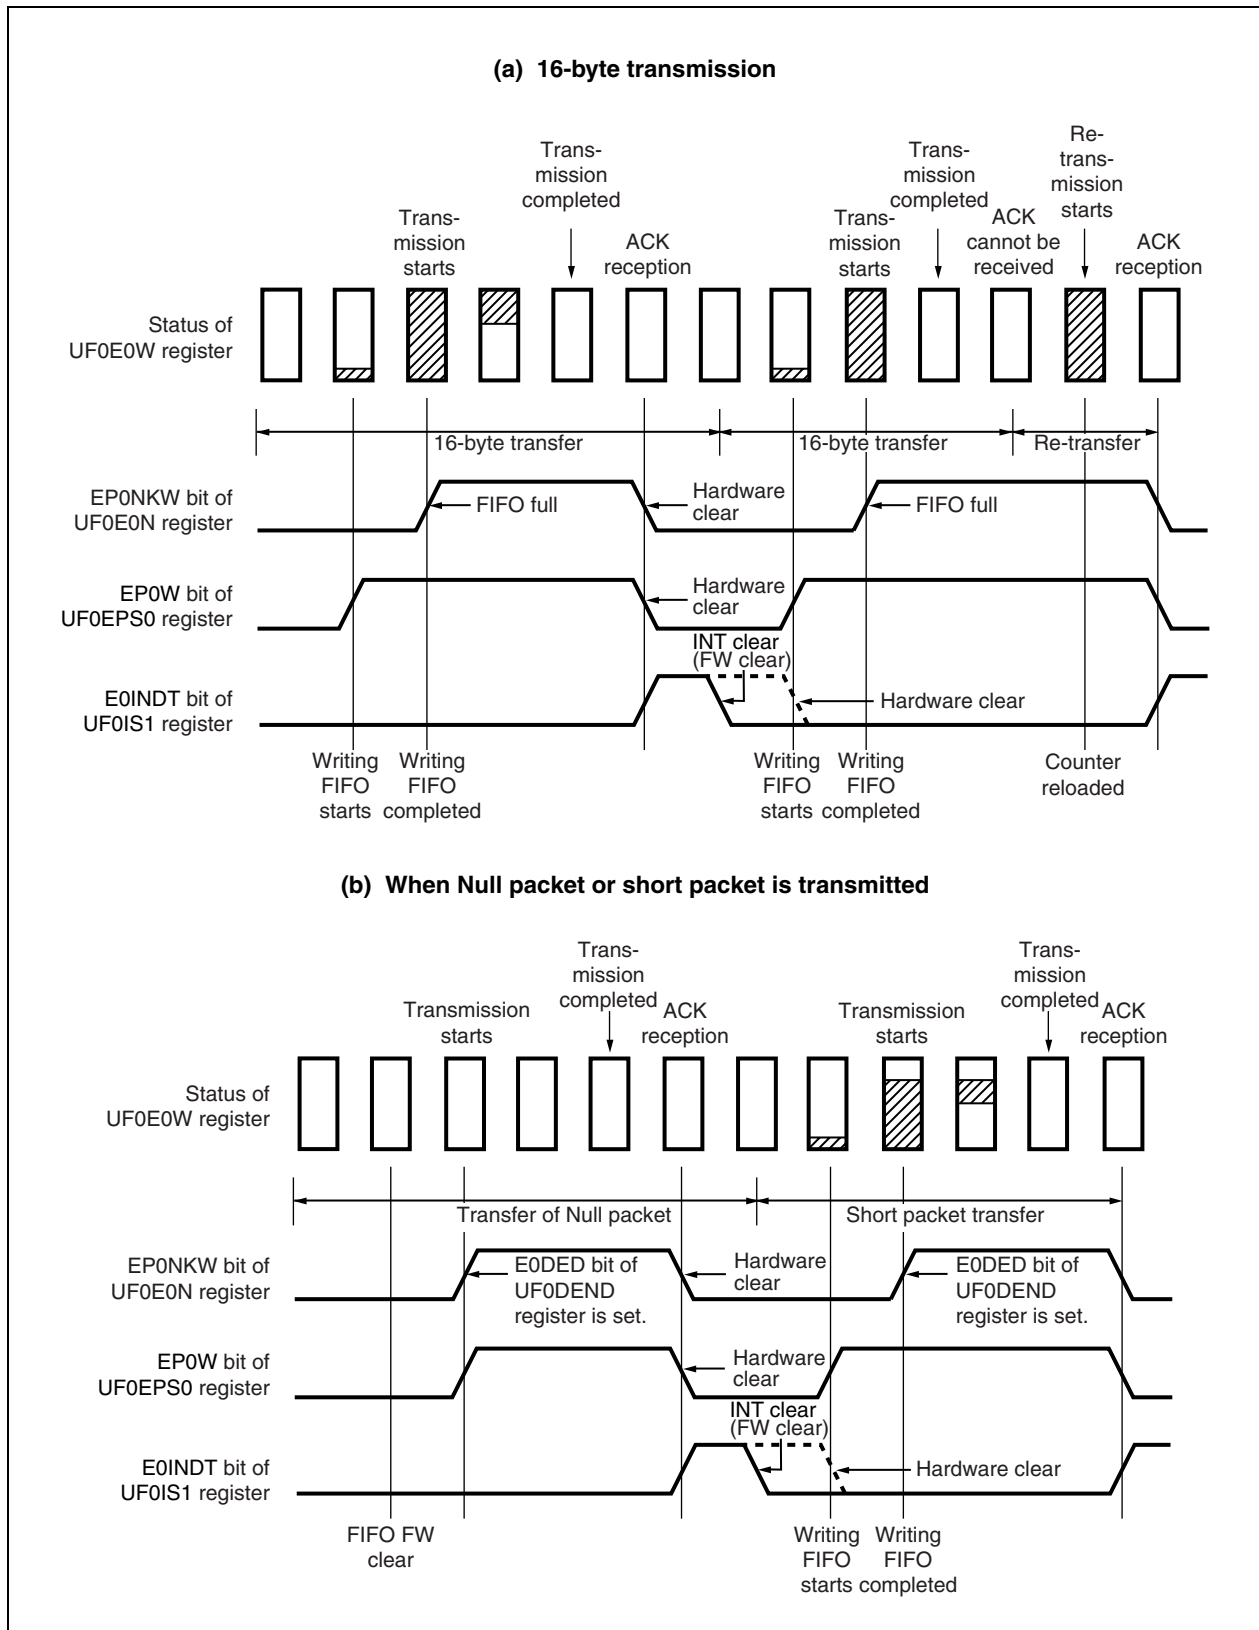 (a) 16-byte transmission
Trans-
mission
starts
Trans-
mission
completed
ACK
reception
Trans-
mission
starts
Trans-
mission
completed
ACK
cannot be
received
Re-
trans-
mission
starts
ACK
reception
Status of
UF0E0W register
16-byte transfer
16-byte transfer
Re-transfer
EP0NKW bit of
UF0E0N register
FIFO full
Hardware
clear
FIFO full
EP0W bit of
UF0EPS0 register
Hardware
clear
INT clear
(FW clear)
E0INDT bit of
UF0IS1 register
Hardware clear
Writing
FIFO
starts
Writing
FIFO
completed
Writing
FIFO
starts
Writing
FIFO
completed
Counter
reloaded
(b) When Null packet or short packet is transmitted
Transmission
starts
Trans-
mission
completed
ACK
reception
Transmission
starts
Trans-
mission
completed
ACK
reception
Status of
UF0E0W register
Transfer of Null packet
Short packet transfer
EP0NKW bit of
UF0E0N register
E0DED bit of
UF0DEND
register is set.
Hardware
clear
E0DED bit of
UF0DEND
register is set.
EP0W bit of
UF0EPS0 register
Hardware
clear
INT clear
(FW clear)
E0INDT bit of
UF0IS1 register
Hardware clear
FIFO FW
clear
Writing
FIFO
starts
Writing
FIFO
completed